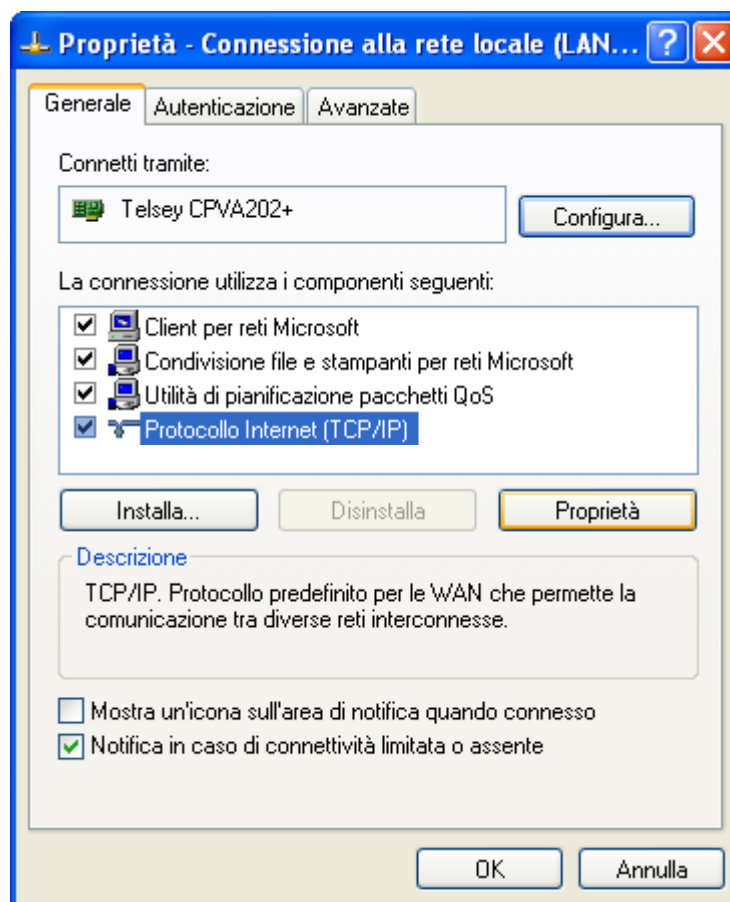 Proprietà - Connessione alla rete locale (LAN...
Generale
Autenticazione
Avanzate
Connetti tramite:
Telsey CPVA202+
Configura...
La connessione utilizza i componenti seguenti:
Client per reti Microsoft
Condivisione file e stampanti per reti Microsoft
Utilità di pianificazione pacchetti QoS
Protocollo Internet (TCP/IP)
Installa...
Disinstalla
Proprietà
Descrizione
TCP/IP. Protocollo predefinito per le WAN che permette la
comunicazione tra diverse reti interconnesse.
Mostra un'icona sull'area di notifica quando connesso
Notifica in caso di connettività limitata o assente
OK
Annulla